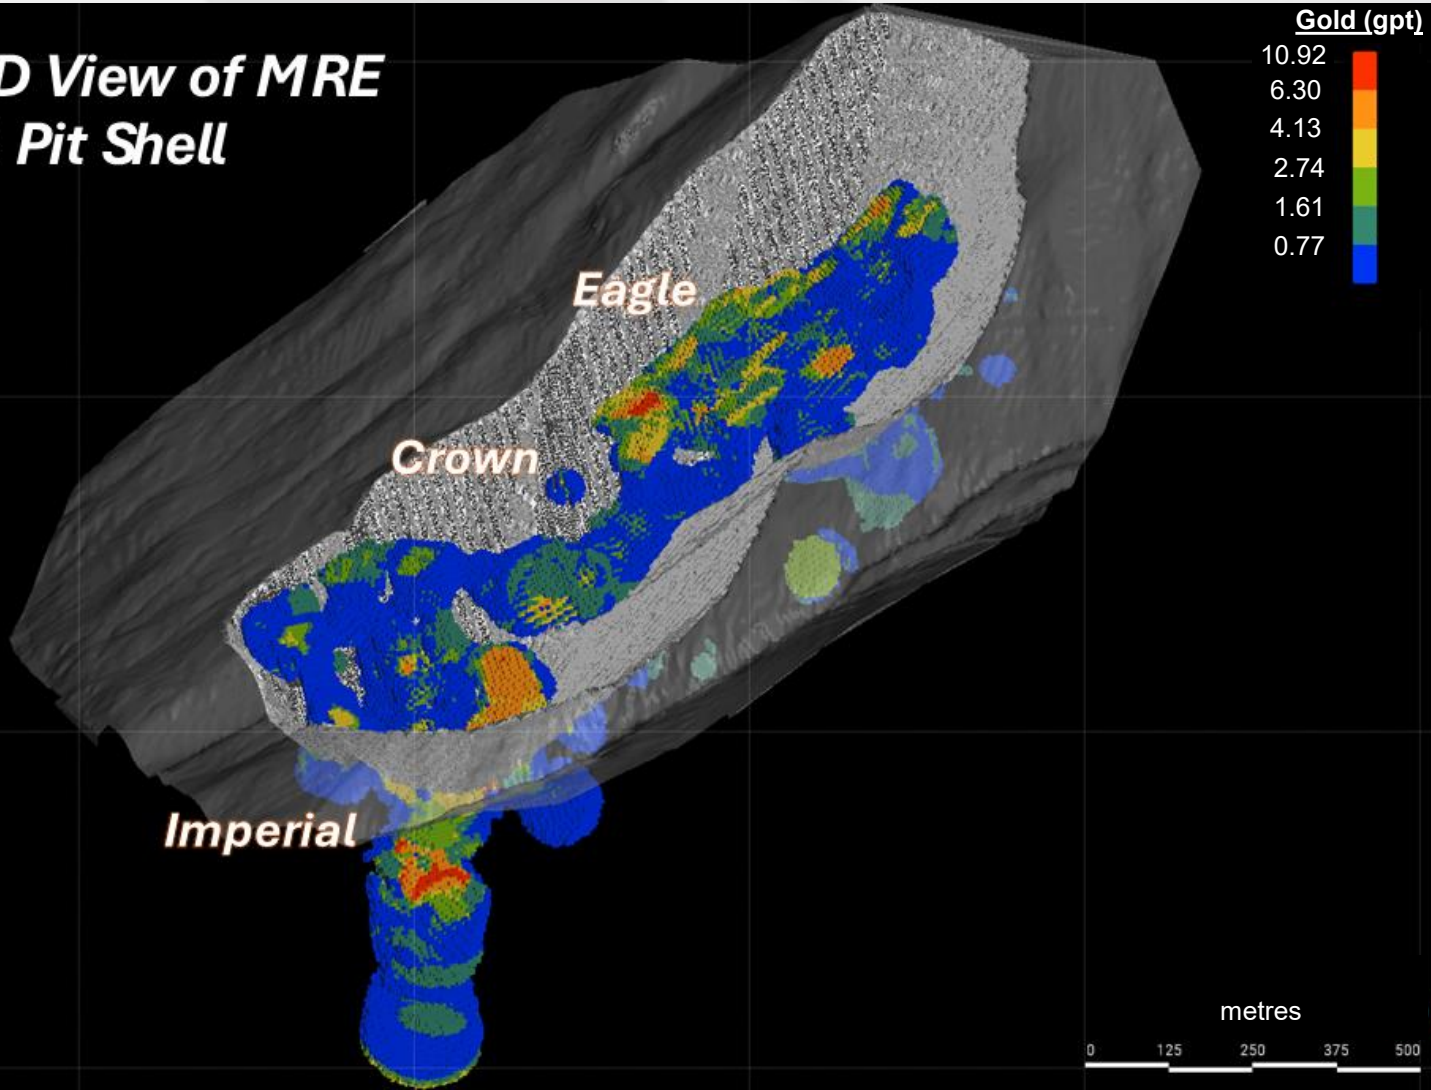 D View of MRE
Pit Shell
Gold (gpt)
10.92
6.30
4.13
2.74
1.61
0.77
Eagle
Crown
Imperial
metres
0 125 250 375 500